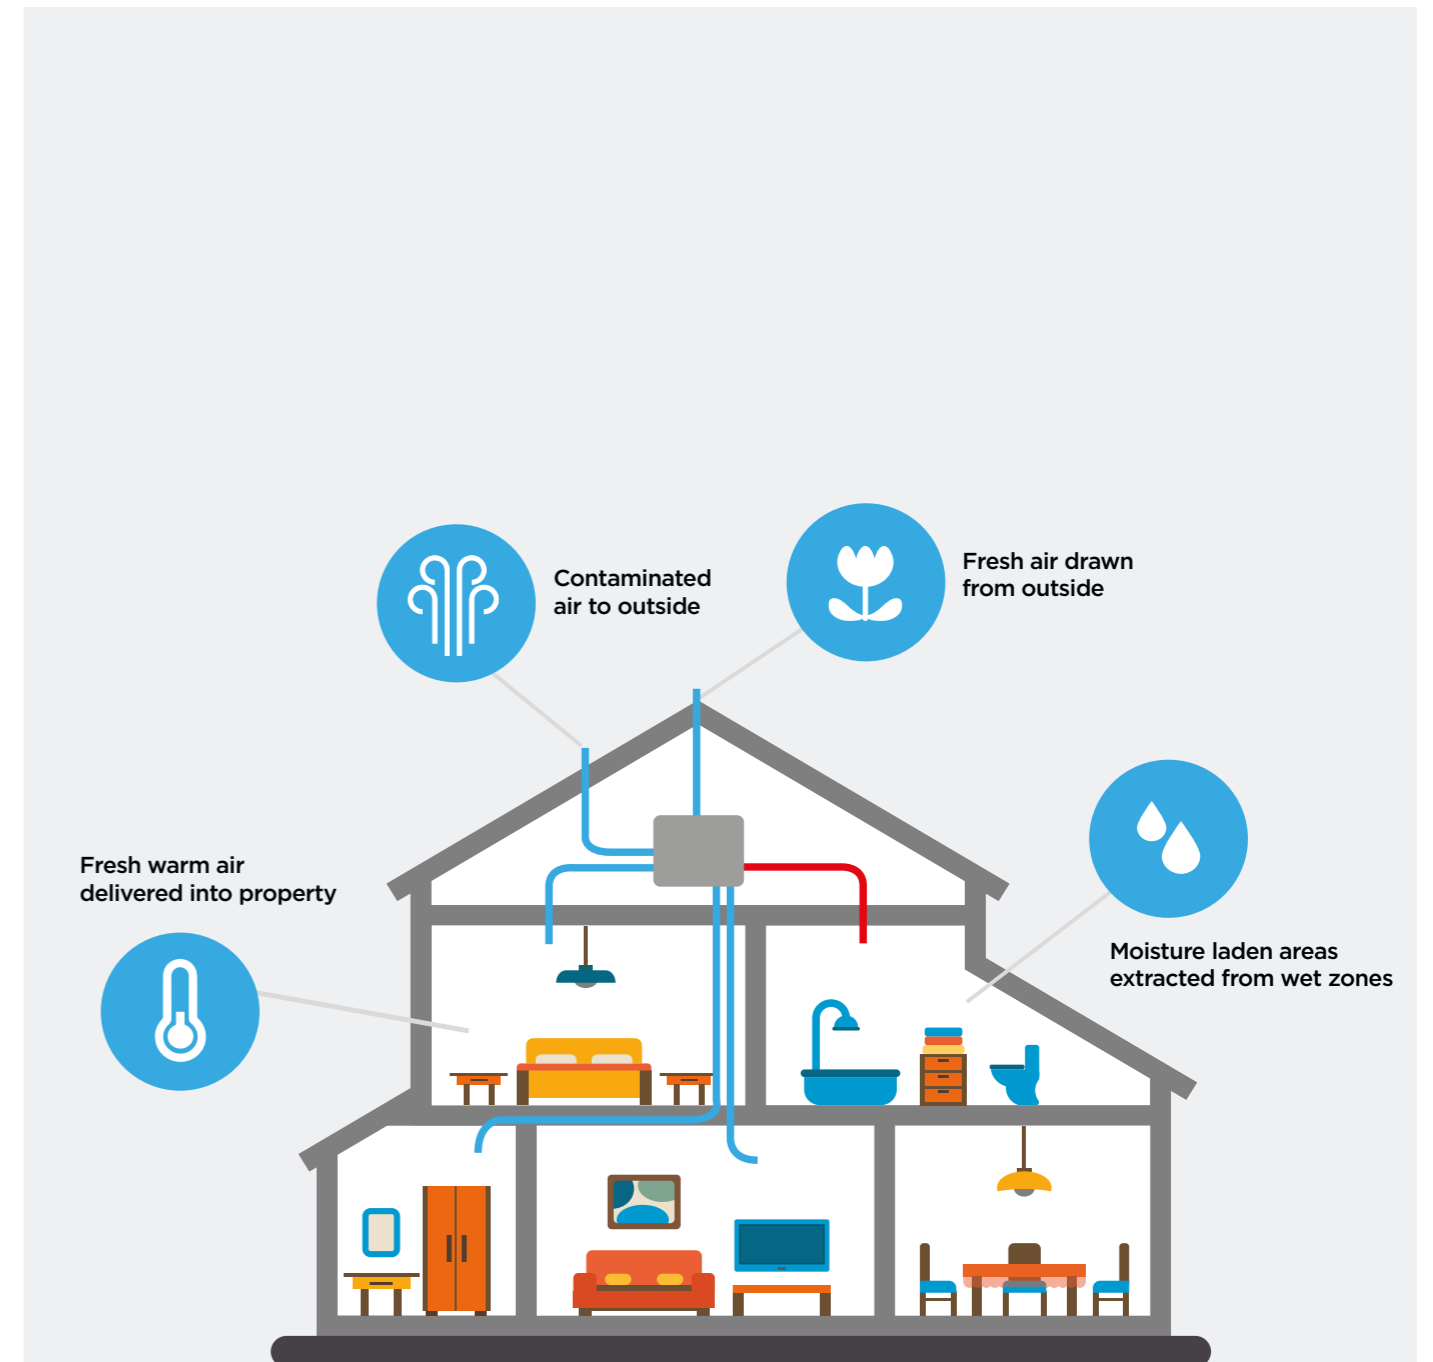 Contaminated
air to outside
Fresh air drawn
from outside
Fresh warm air
delivered into property
Moisture laden areas
extracted from wet zones